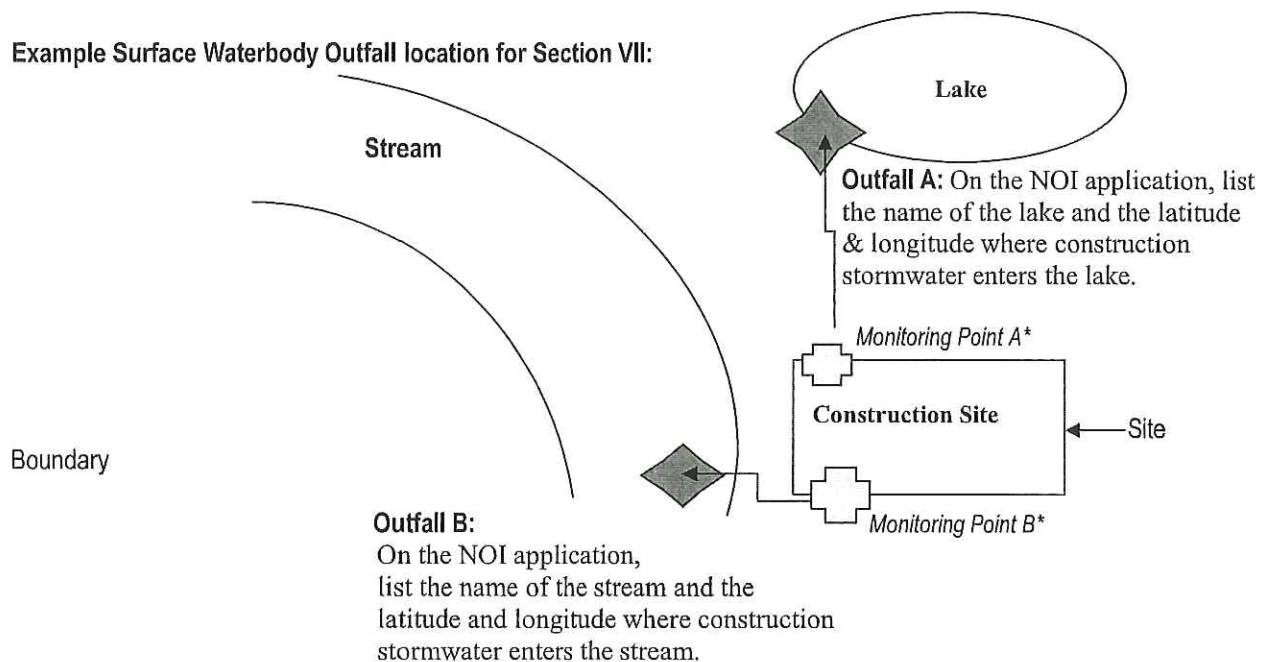 Example Surface Waterbody Outfall location for Section VII:
Lake
Stream
Outfall A: On the NOI application, list
the name of the lake and the latitude
& longitude where construction
stormwater enters the lake.
Monitoring Point A*
Construction Site
Site
Boundary
Monitoring Point B*
Outfall B:
On the NOI application,
list the name of the stream and the
latitude and longitude where construction
stormwater enters the stream.